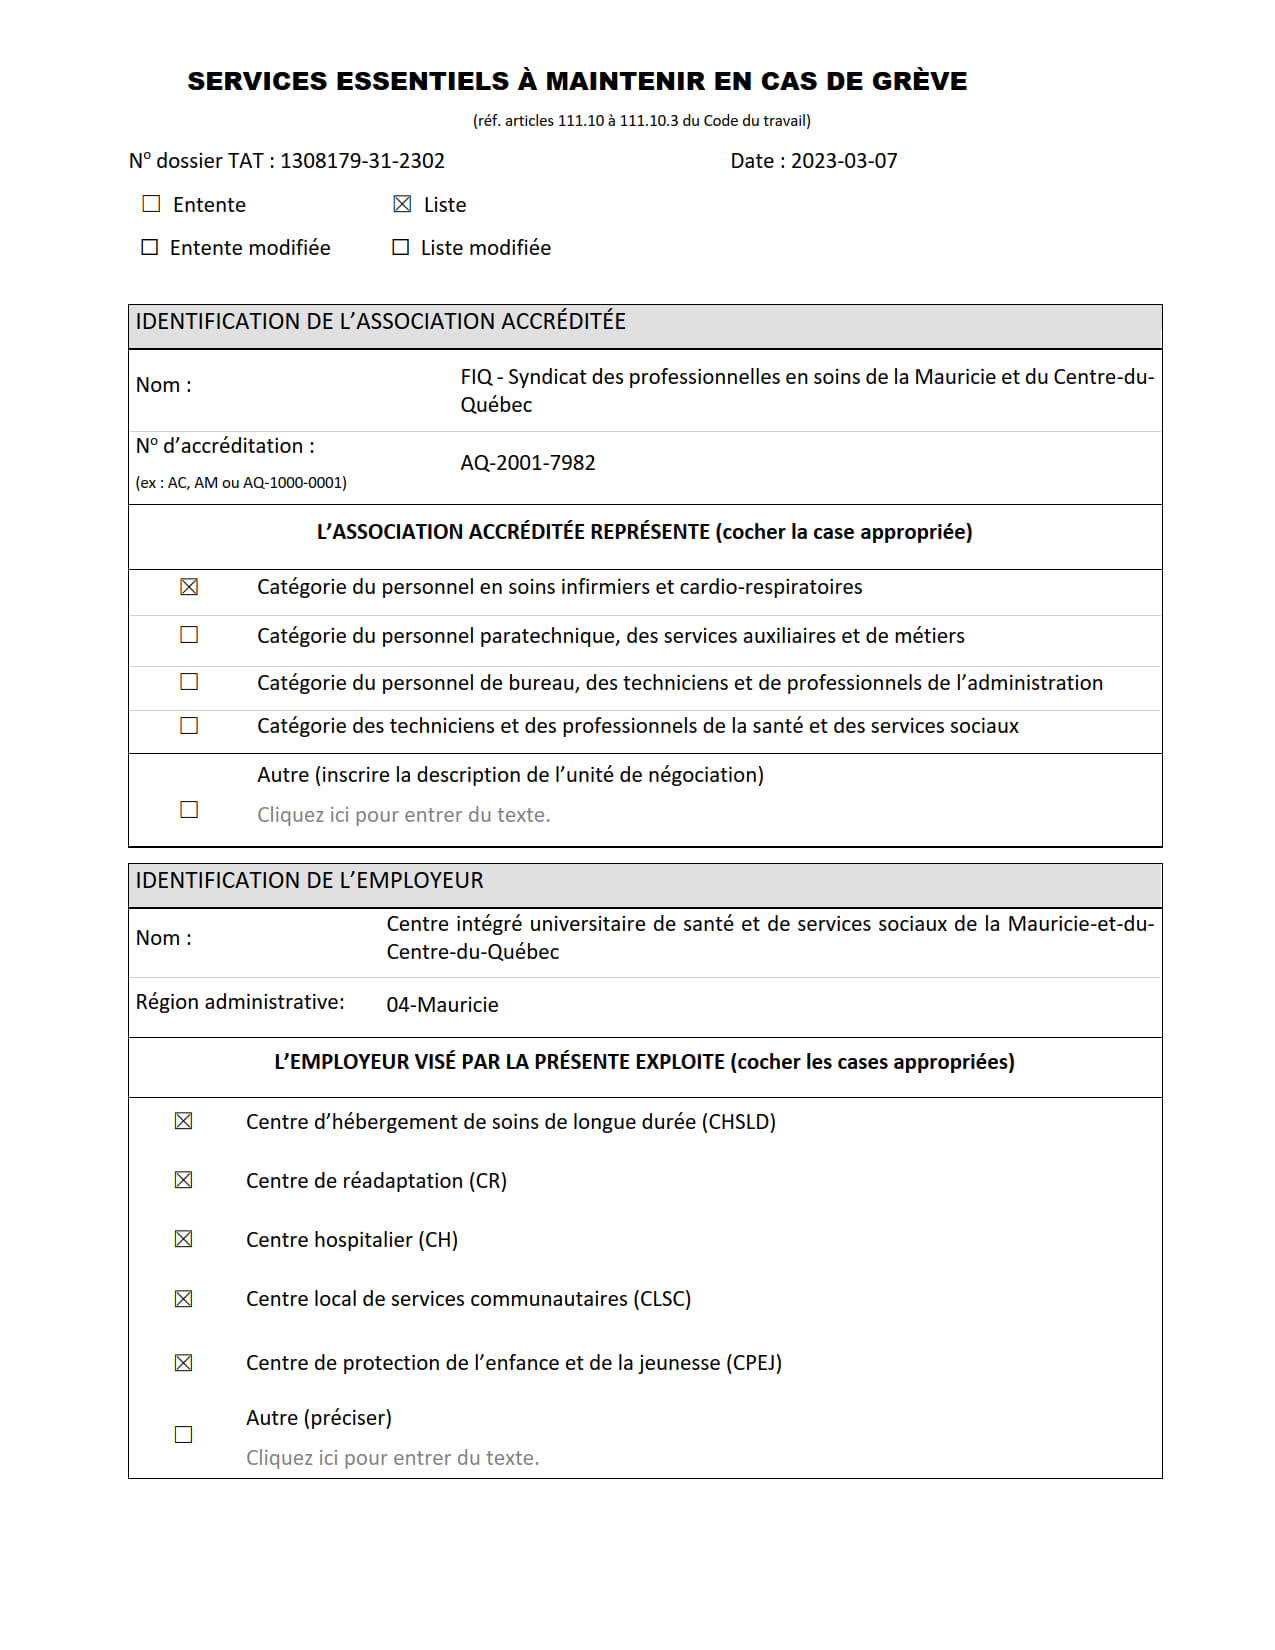 SERVICES ESSENTIELS À MAINTENIR EN CAS DE GRÈVE
(réf. articles 111.10 à 111.10.3 du Code du travail)
Nº dossier TAT : 1308179-31-2302 Date : 2023-03-07
☐ Entente ☒ Liste
☐ Entente modifiée ☐ Liste modifiée
IDENTIFICATION DE L’ASSOCIATION ACCRÉDITÉE
Nom : FIQ - Syndicat des professionnelles en soins de la Mauricie et du Centre-du-
Québec
Nº d’accréditation :
(ex : AC, AM ou AQ-1000-0001) AQ-2001-7982
L’ASSOCIATION ACCRÉDITÉE REPRÉSENTE (cocher la case appropriée)
☒ Catégorie du personnel en soins infirmiers et cardio-respiratoires
☐ Catégorie du personnel paratechnique, des services auxiliaires et de métiers
☐ Catégorie du personnel de bureau, des techniciens et de professionnels de l’administration
☐ Catégorie des techniciens et des professionnels de la santé et des services sociaux
Autre (inscrire la description de l’unité de négociation)
☐ Cliquez ici pour entrer du texte.
IDENTIFICATION DE L’EMPLOYEUR
Nom : Centre intégré universitaire de santé et de services sociaux de la Mauricie-et-du-
Centre-du-Québec
Région administrative: 04-Mauricie
L’EMPLOYEUR VISÉ PAR LA PRÉSENTE EXPLOITE (cocher les cases appropriées)
☒ Centre d’hébergement de soins de longue durée (CHSLD)
☒ Centre de réadaptation (CR)
☒ Centre hospitalier (CH)
☒ Centre local de services communautaires (CLSC)
☒ Centre de protection de l’enfance et de la jeunesse (CPEJ)
☐ Autre (préciser)
Cliquez ici pour entrer du texte.